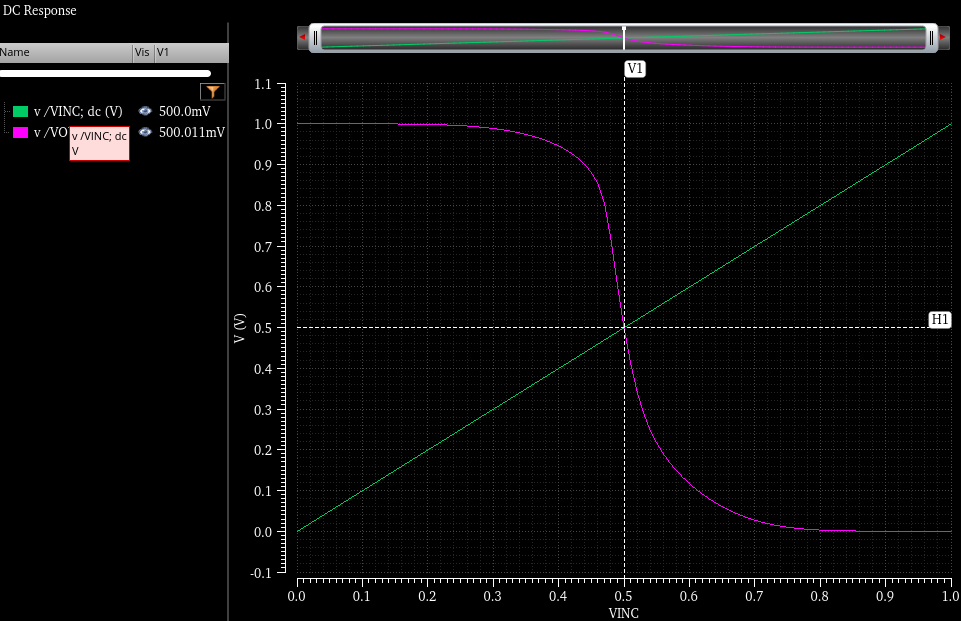 DC Response
Name Vis V1
v /VINC; dc (V) 500.0mV
v /VO 500.011mV
v /VINC; dc
V
V1
H1
1.1
1.0
0.9
0.8
0.7
0.6
0.5
0.4
0.3
0.2
0.1
0.0
-0.1
V (V)
0.0 0.1 0.2 0.3 0.4 0.5 0.6 0.7 0.8 0.9 1.0
VINC